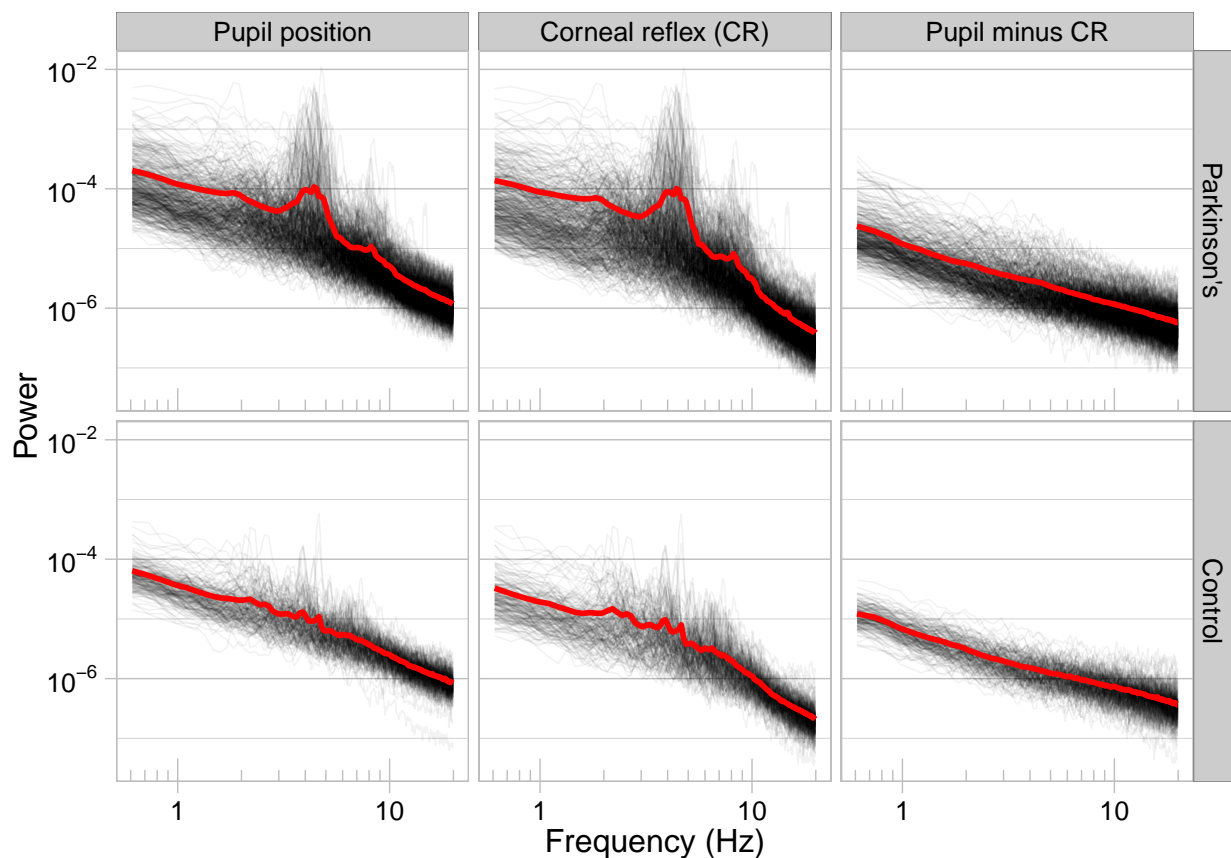 Pupil position
Corneal reflex (CR)
Pupil minus CR
10⁻²
10⁻⁴
10⁻⁶
Parkinson's
Power
10⁻²
10⁻⁴
10⁻⁶
Control
1
10
1
10
1
10
Frequency (Hz)